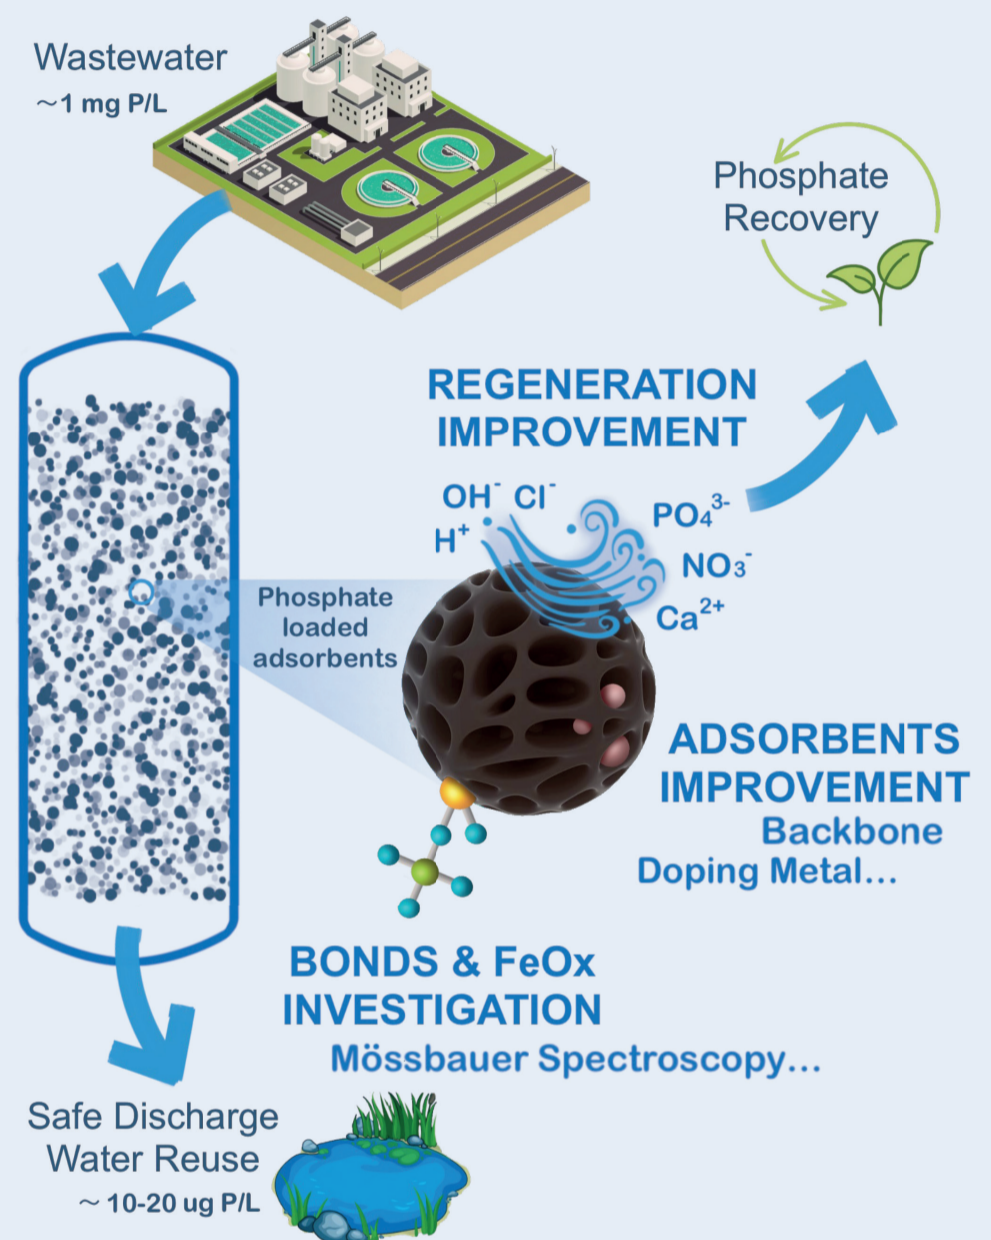 Wastewater
~1 mg P/L
Phosphate
Recovery
REGENERATION
IMPROVEMENT
OH⁻ Cl⁻
H⁺
PO₄³⁻
NO₃⁻
Ca²⁺
Phosphate
loaded
adsorbents
ADSORBENTS
IMPROVEMENT
Backbone
Doping Metal...
BONDS & FeOx
INVESTIGATION
Mössbauer Spectroscopy...
Safe Discharge
Water Reuse
~ 10-20 ug P/L